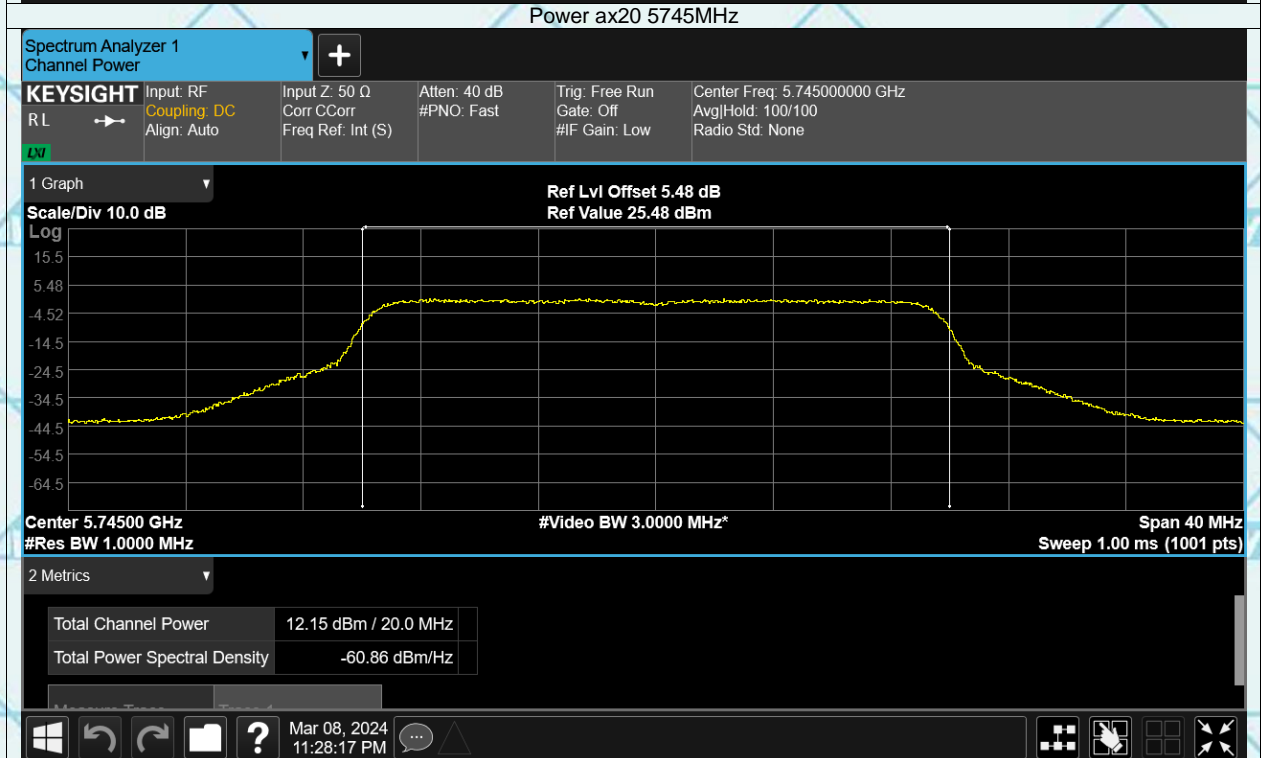 Power ax20 5745MHz
Spectrum Analyzer 1
Channel Power
KEYSIGHT
R L
LXI
Input: RF
Coupling: DC
Align: Auto
Input Z: 50 Ω
Corr CCorr
Freq Ref: Int (S)
Atten: 40 dB
#PNO: Fast
Trig: Free Run
Gate: Off
#IF Gain: Low
Center Freq: 5.745000000 GHz
Avg|Hold: 100/100
Radio Std: None
1 Graph
Ref Lvl Offset 5.48 dB
Scale/Div 10.0 dB
Ref Value 25.48 dBm
Log
15.5
5.48
-4.52
-14.5
-24.5
-34.5
-44.5
-54.5
-64.5
Center 5.74500 GHz
#Video BW 3.0000 MHz*
Span 40 MHz
#Res BW 1.0000 MHz
Sweep 1.00 ms (1001 pts)
2 Metrics
Total Channel Power 12.15 dBm / 20.0 MHz
Total Power Spectral Density -60.86 dBm/Hz
Mar 08, 2024
11:28:17 PM